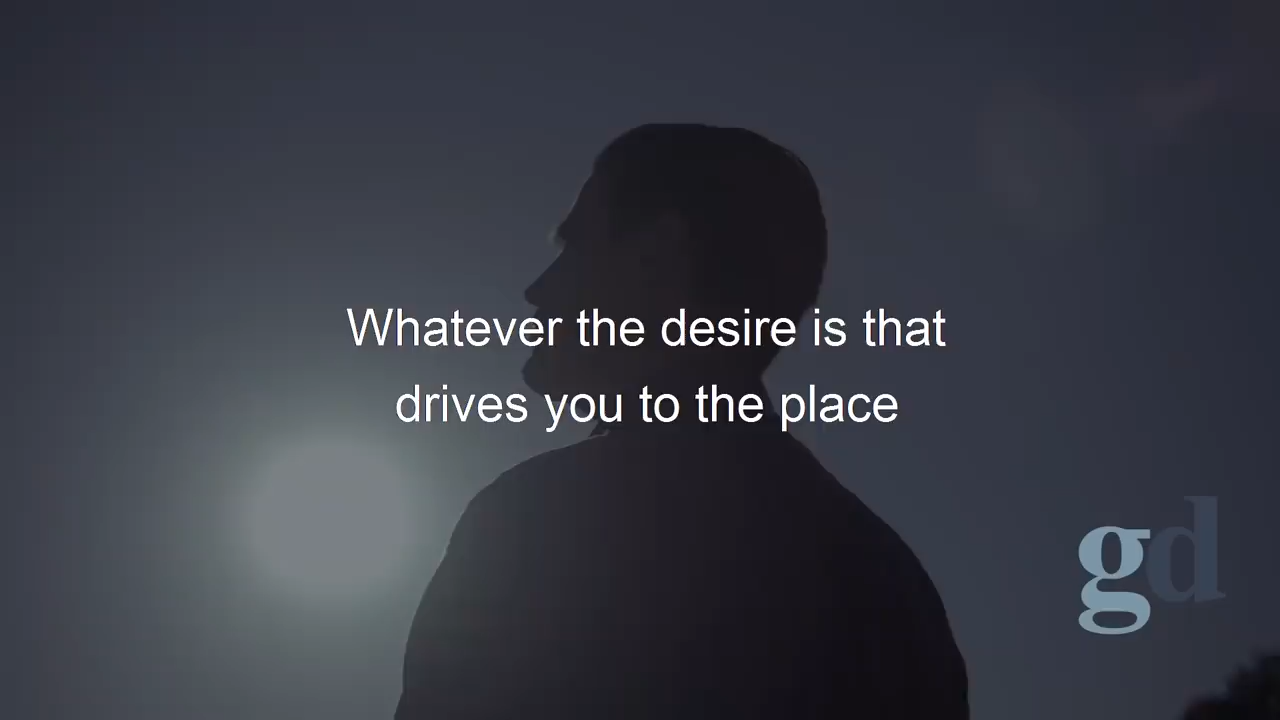 Whatever the desire is that
drives you to the place
gd